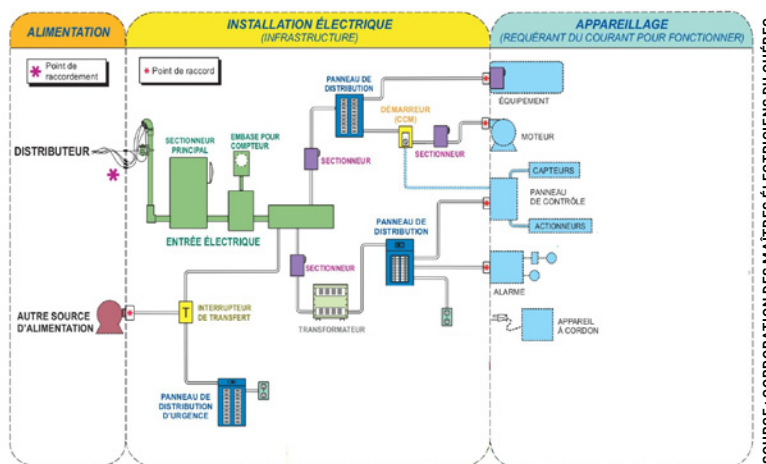 ALIMENTATION
INSTALLATION ÉLECTRIQUE
(INFRASTRUCTURE)
APPAREILLAGE
(REQUÉRANT DU COURANT POUR FONCTIONNER)
Point de
raccordement
Point de raccord
PANNEAU DE
DISTRIBUTION
ÉQUIPEMENT
DÉMARREUR
(CCM)
MOTEUR
DISTRIBUTEUR
SECTIONNEUR
PRINCIPAL
EMBASE POUR
COMPTEUR
SECTIONNEUR
SECTIONNEUR
CAPTEURS
PANNEAU
DE CONTRÔLE
ACTIONNEURS
ENTRÉE ÉLECTRIQUE
PANNEAU DE
DISTRIBUTION
SECTIONNEUR
ALARME
AUTRE SOURCE
D'ALIMENTATION
T
INTERRUPTEUR
DE TRANSFERT
TRANSFORMATEUR
APPAREIL
À CORDON
PANNEAU DE
DISTRIBUTION
D'URGENCE
SOURCE: CORPORATION DES MAÎTRES ÉLECTRICIENS DU QUÉBEC